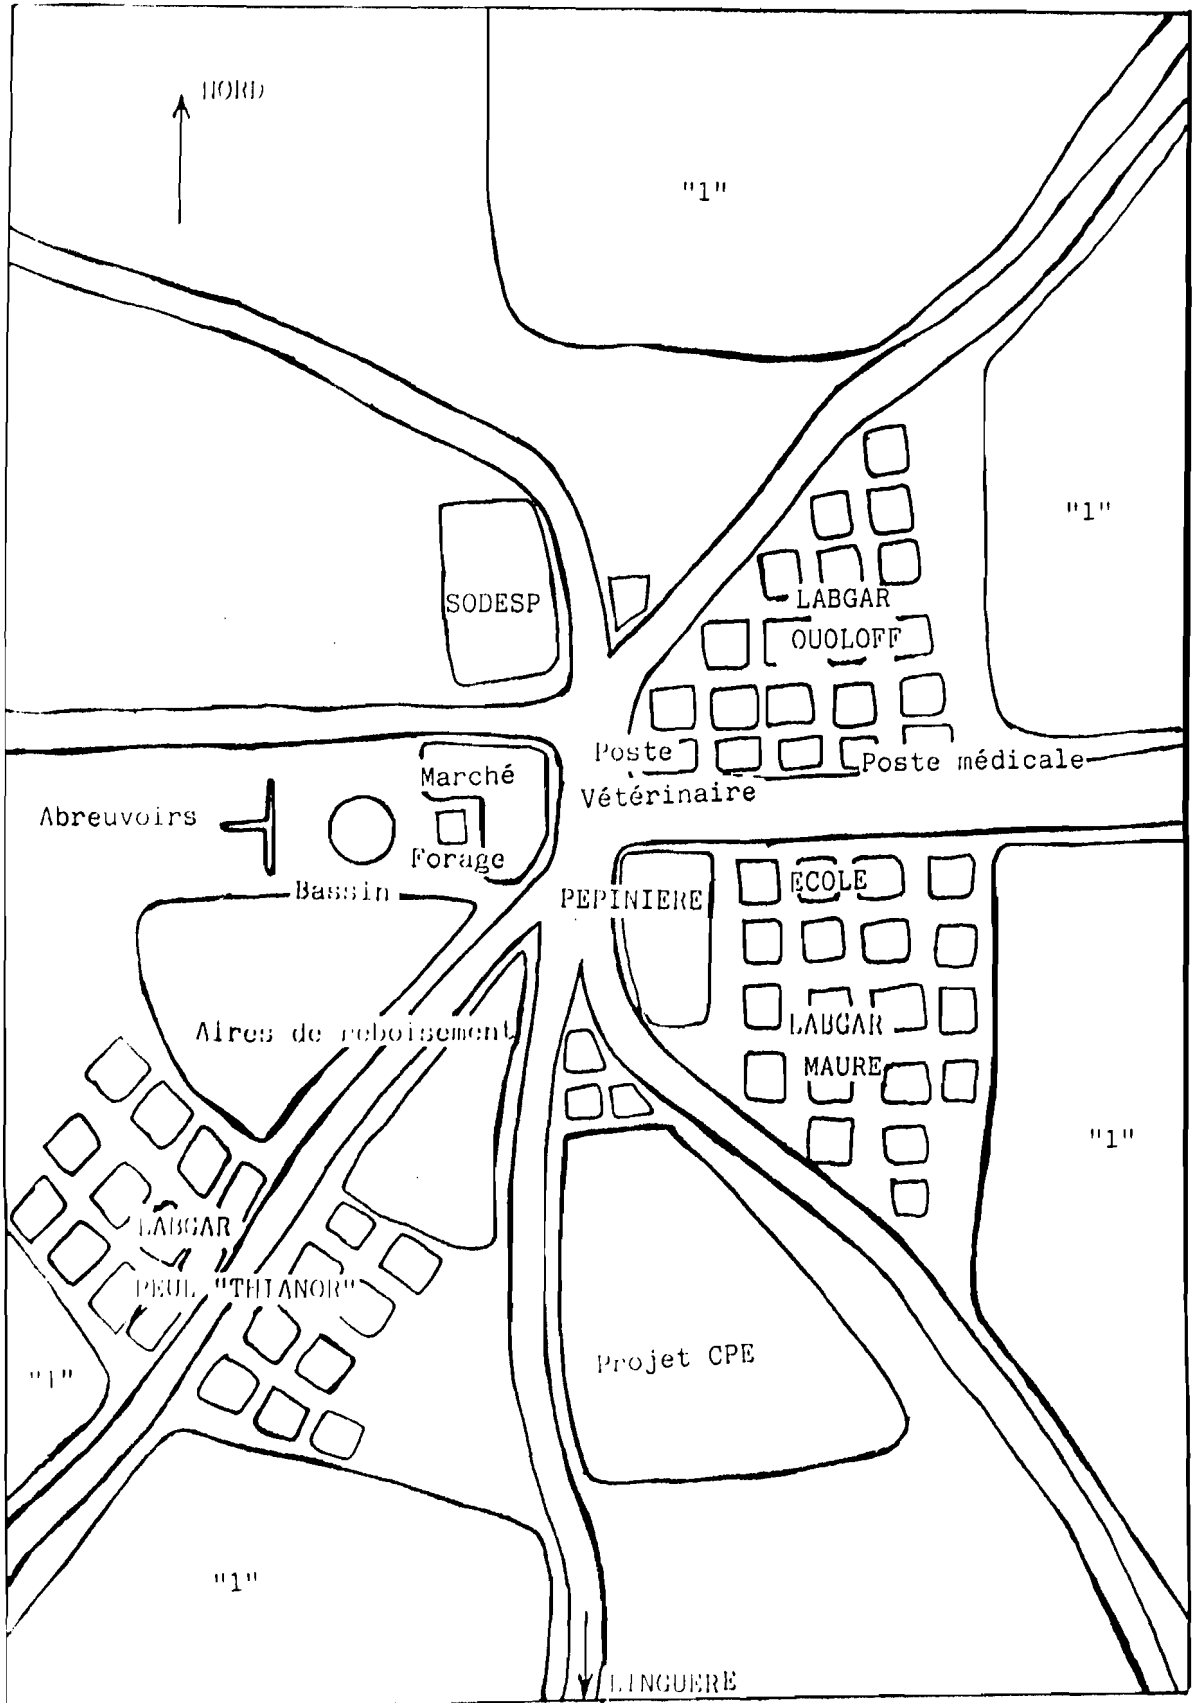 NORD
"1"
"1"
SODESP
LABGAR
OUOLOFF
Poste
Vétérinaire
Poste médicale
Marché
Abreuvoirs
Forage
Bassin
PEPINIERE
ECOLE
Aires de reboisement
LABGAR
MAURE
"1"
LABGAR
PEUL "THIANOR"
"1"
Projet CPE
"1"
LINGUERE